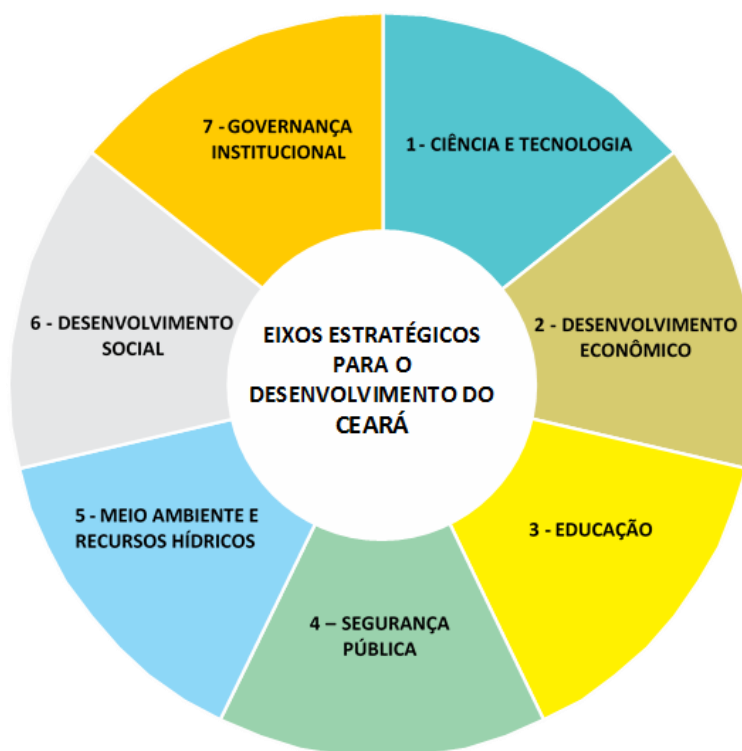 EIXOS ESTRATÉGICOS
PARA O
DESENVOLVIMENTO DO
CEARÁ
1 - CIÊNCIA E TECNOLOGIA
2 - DESENVOLVIMENTO
ECONÔMICO
3 - EDUCAÇÃO
4 – SEGURANÇA
PÚBLICA
5 - MEIO AMBIENTE E
RECURSOS HÍDRICOS
6 - DESENVOLVIMENTO
SOCIAL
7 - GOVERNANÇA
INSTITUCIONAL